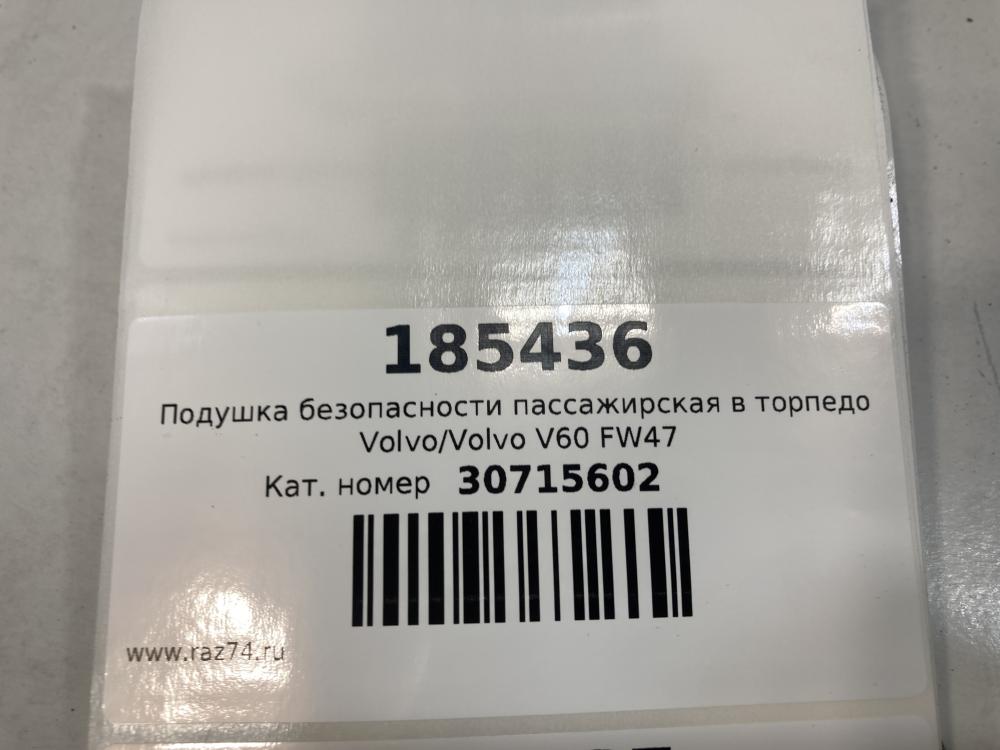 185436
Подушка безопасности пассажирская в торпедо
Volvo/Volvo V60 FW47
Кат. номер 30715602
www.raz74.ru